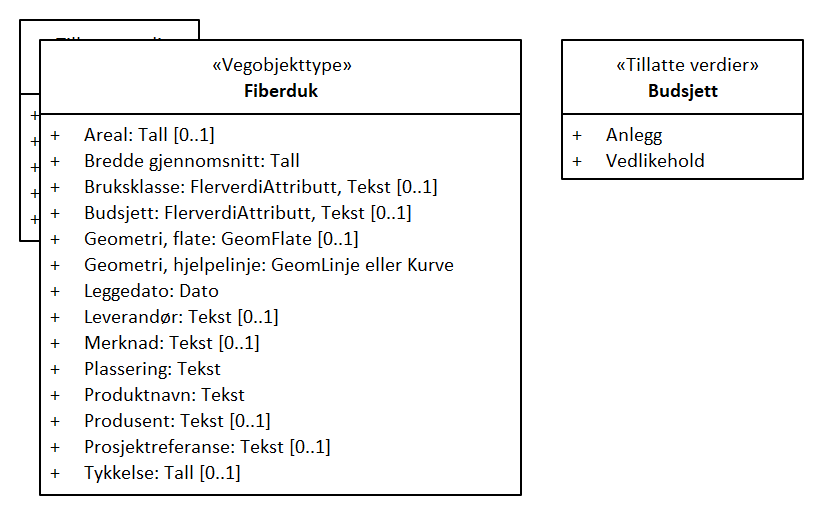 «Vegobjekttype»
Fiberduk
+ Areal: Tall [0..1]
+ Bredde gjennomsnitt: Tall
+ Bruksklasse: FlerverdiAttributt, Tekst [0..1]
+ Budsjett: FlerverdiAttributt, Tekst [0..1]
+ Geometri, flate: GeomFlate [0..1]
+ Geometri, hjelpelinje: GeomLinje eller Kurve
+ Leggedato: Dato
+ Leverandør: Tekst [0..1]
+ Merknad: Tekst [0..1]
+ Plassering: Tekst
+ Produktnavn: Tekst
+ Produsent: Tekst [0..1]
+ Prosjektreferanse: Tekst [0..1]
+ Tykkelse: Tall [0..1]
+
+
+
+
+
«Tillatte verdier»
Budsjett
+ Anlegg
+ Vedlikehold